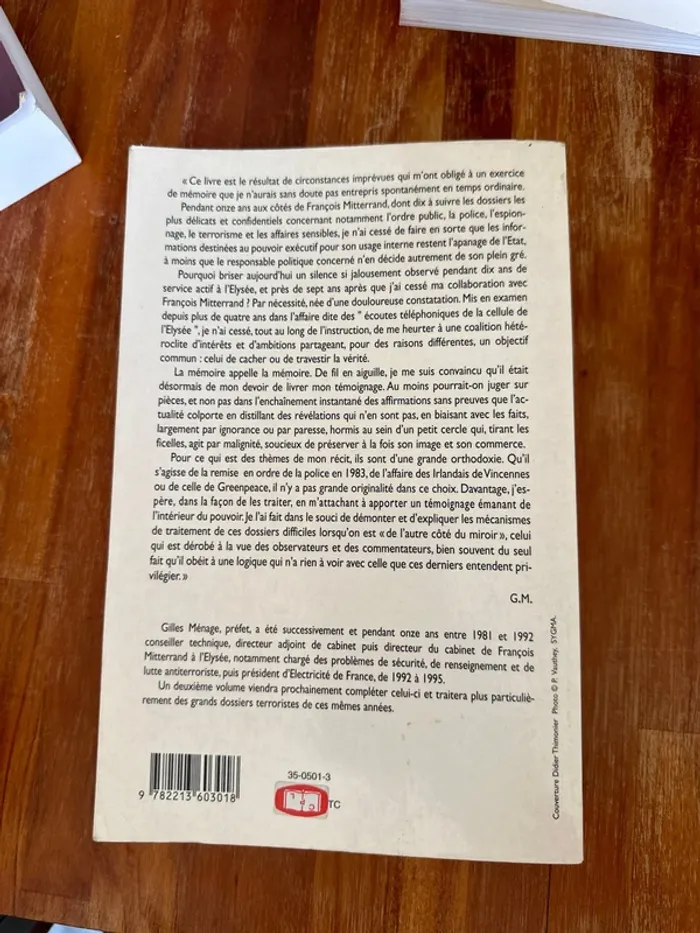 « Ce livre est le résultat de circonstances imprévues qui m'ont obligé à un exercice
de mémoire que je n'aurais sans doute pas entrepris spontanément en temps ordinaire.
Pendant onze ans aux côtés de François Mitterrand, dont dix à suivre les dossiers les
plus délicats et confidentiels concernant notamment l'ordre public, la police, l'espion-
nage, le terrorisme et les affaires sensibles, je n'ai cessé de faire en sorte que les infor-
mations destinées au pouvoir exécutif pour son usage interne restent l'apanage de l'Etat,
à moins que le responsable politique concerné n'en décide autrement de son plein gré.
Pourquoi briser aujourd'hui un silence si jalousement observé pendant dix ans de
service actif à l'Elysée, et près de sept ans après que j'ai cessé ma collaboration avec
François Mitterrand ? Par nécessité, née d'une douloureuse constatation. Mis en examen
depuis plus de quatre ans dans l'affaire dite des " écoutes téléphoniques de la cellule de
l'Elysée ", je n'ai cessé, tout au long de l'instruction, de me heurter à une coalition hété-
roclite d'intérêts et d'ambitions partageant, pour des raisons différentes, un objectif
commun : celui de cacher ou de travestir la vérité.
La mémoire appelle la mémoire. De fil en aiguille, je me suis convaincu qu'il était
désormais de mon devoir de livrer mon témoignage. Au moins pourrait-on juger sur
pièces, et non pas dans l'enchaînement instantané des affirmations sans preuves que l'ac-
tualité colporte en distillant des révélations qui n'en sont pas, en biaisant avec les faits,
largement par ignorance ou par paresse, hormis au sein d'un petit cercle qui, tirant les
ficelles, agit par malignité, soucieux de préserver à la fois son image et son commerce.
Pour ce qui est des thèmes de mon récit, ils sont d'une grande orthodoxie. Qu'il
s'agisse de la remise en ordre de la police en 1983, de l'affaire des Irlandais de Vincennes
ou de celle de Greenpeace, il n'y a pas grande originalité dans ce choix. Davantage, j'es-
père, dans la façon de les traiter, en m'attachant à apporter un témoignage émanant de
l'intérieur du pouvoir. Je l'ai fait dans le souci de démonter et d'expliquer les mécanismes
de traitement de ces dossiers difficiles lorsqu'on est « de l'autre côté du miroir », celui
qui est dérobé à la vue des observateurs et des commentateurs, bien souvent du seul
fait qu'il obéit à une logique qui n'a rien à voir avec celle que ces derniers entendent pri-
vilégier. »
G.M.
Gilles Ménage, préfet, a été successivement et pendant onze ans entre 1981 et 1992
conseiller technique, directeur adjoint de cabinet puis directeur du cabinet de François
Mitterrand à l'Elysée, notamment chargé des problèmes de sécurité, de renseignement et de
lutte antiterroriste, puis président d'Electricité de France, de 1992 à 1995.
Un deuxième volume viendra prochainement compléter celui-ci et traitera plus particuliè-
rement des grands dossiers terroristes de ces mêmes années.
Couverture Didier Thimonier Photo © P. Vauthey. SYGMA.
35-0501-3
TC
9 782213 603018